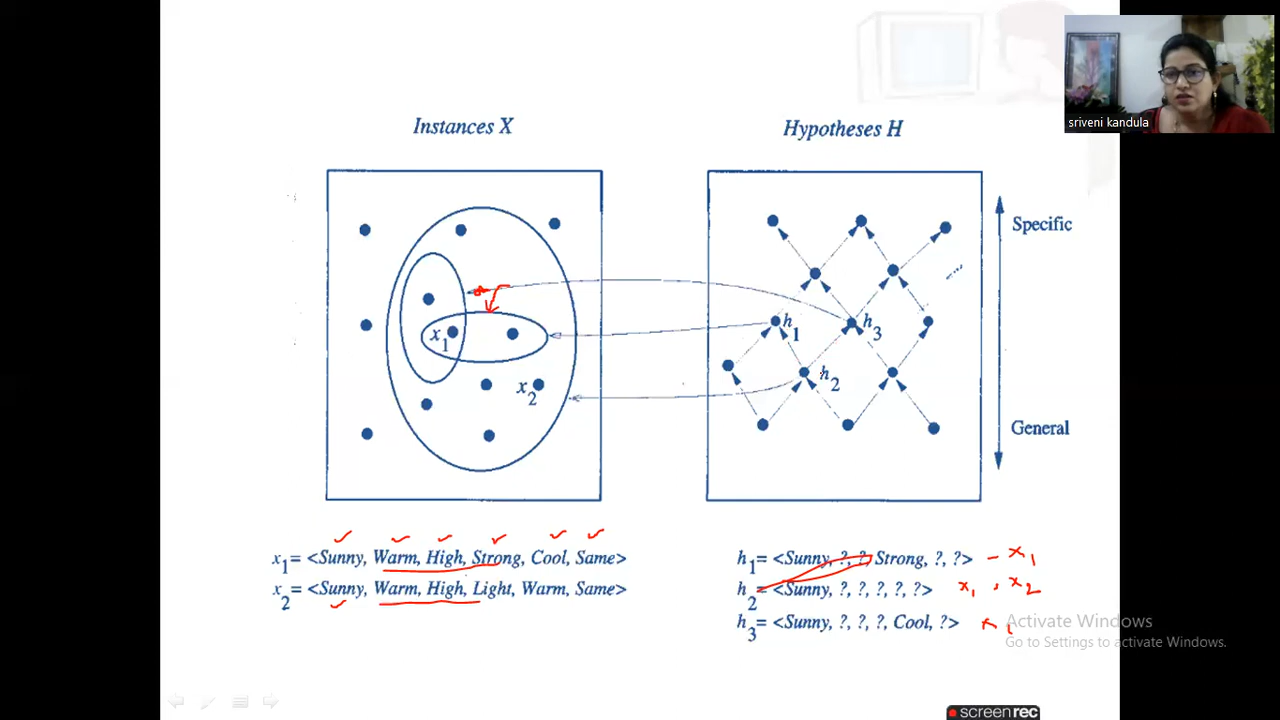 sriveni kandula
Instances X
Hypotheses H
Specific
h1
h3
x1
h2
x2
General
x1= <Sunny, Warm, High, Strong, Cool, Same>
h1= <Sunny, ?, ?, Strong, ?, ?> – x1
x2= <Sunny, Warm, High, Light, Warm, Same>
h2= <Sunny, ?, ?, ?, ?, ?> x1, x2
h3= <Sunny, ?, ?, ?, Cool, ?> x1
Activate Windows
Go to Settings to activate Windows.
screenrec